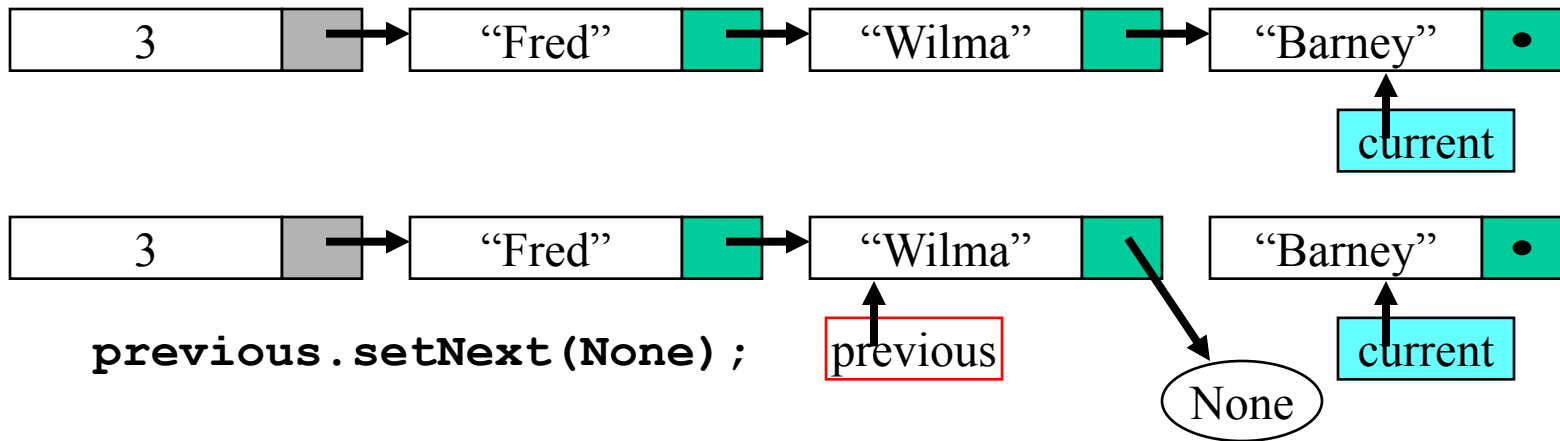 3 “Fred” “Wilma” “Barney”
current
3 “Fred” “Wilma” “Barney”
previous.setNext(None); previous current
None